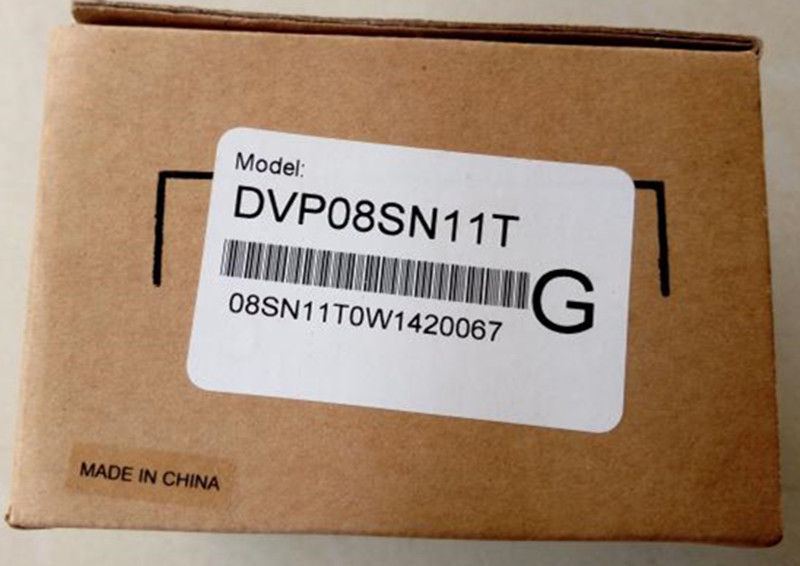 Model:
DVP08SN11T
G
08SN11T0W1420067
MADE IN CHINA